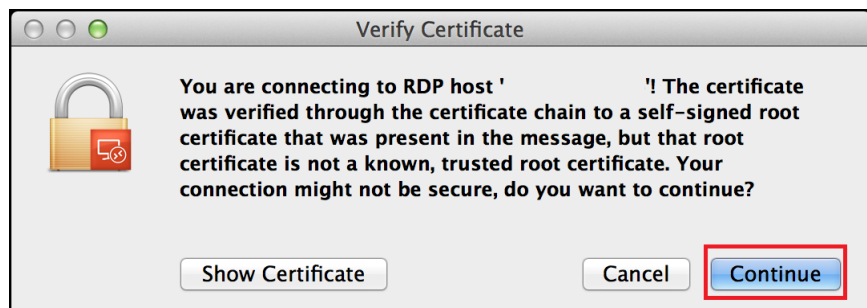 Verify Certificate
You are connecting to RDP host ' '! The certificate
was verified through the certificate chain to a self-signed root
certificate that was present in the message, but that root
certificate is not a known, trusted root certificate. Your
connection might not be secure, do you want to continue?
Show Certificate Cancel Continue